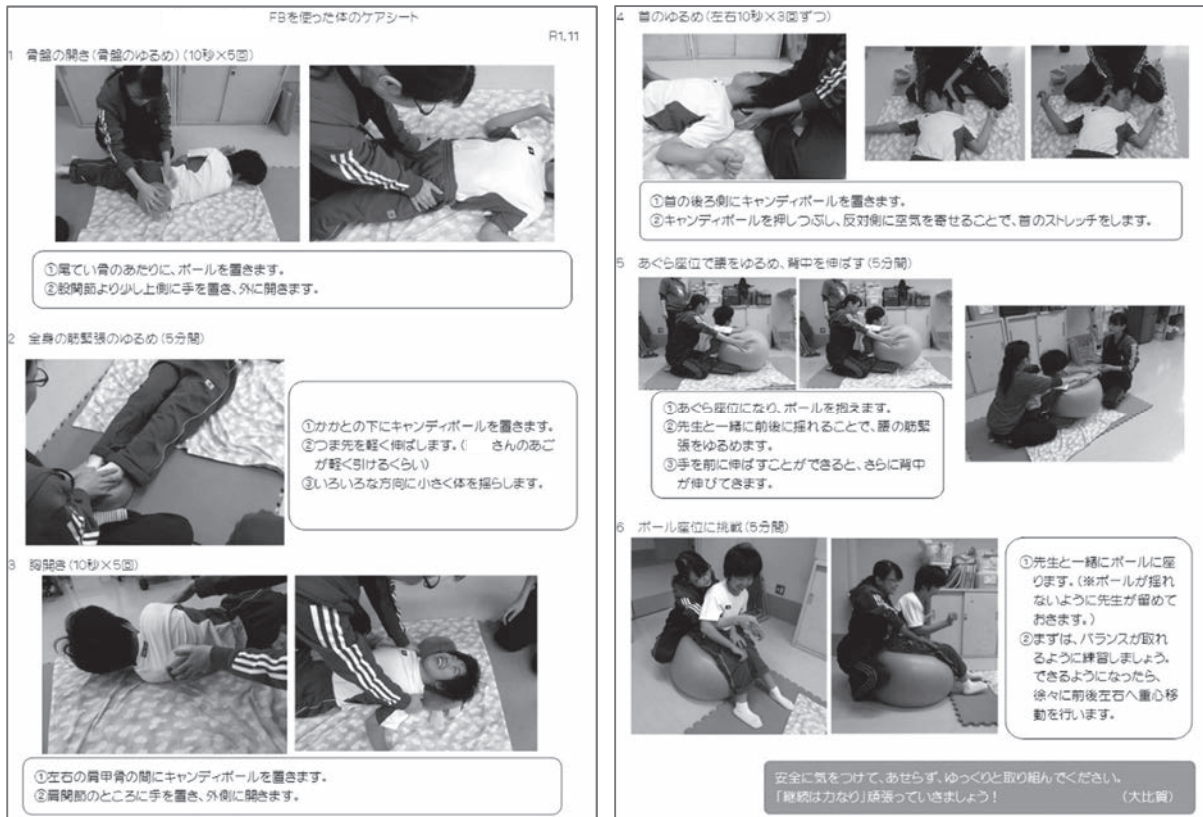 FBを使った体のケアシート
R1.11
1 骨盤の開き(骨盤のゆるめ)(10秒×5回)
①尾てい骨のあたりに、ボールを置きます。
②股関節より少し上側に手を置き、外に開きます。
2 全身の筋緊張のゆるめ(5分間)
①かかとの下にキャンディボールを置きます。
②つま先を軽く伸ばします。( さんのあご
が軽く引けるくらい)
③いろいろな方向に小さく体を揺らします。
3 胸開き(10秒×5回)
①左右の肩甲骨の間にキャンディボールを置きます。
②肩関節のところに手を置き、外側に開きます。
4 首のゆるめ(左右10秒×3回ずつ)
①首の後ろ側にキャンディボールを置きます。
②キャンディボールを押しつぶし、反対側に空気を寄せることで、首のストレッチをします。
5 あぐら座位で腰をゆるめ、背中を伸ばす(5分間)
①あぐら座位になり、ボールを抱えます。
②先生と一緒に前後に揺れることで、腰の筋緊
張をゆるめます。
③手を前に伸ばすことができると、さらに背中
が伸びてきます。
6 ボール座位に挑戦(5分間)
①先生と一緒にボールに座
ります。(※ボールが揺れ
ないように先生が留めて
おきます。)
②まずは、バランスが取れ
るように練習しましょう。
できるようになったら、
徐々に前後左右へ重心移
動を行います。
安全に気をつけて、あせらず、ゆっくりと取り組んでください。
「継続は力なり」頑張っていきましょう! (大比賀)